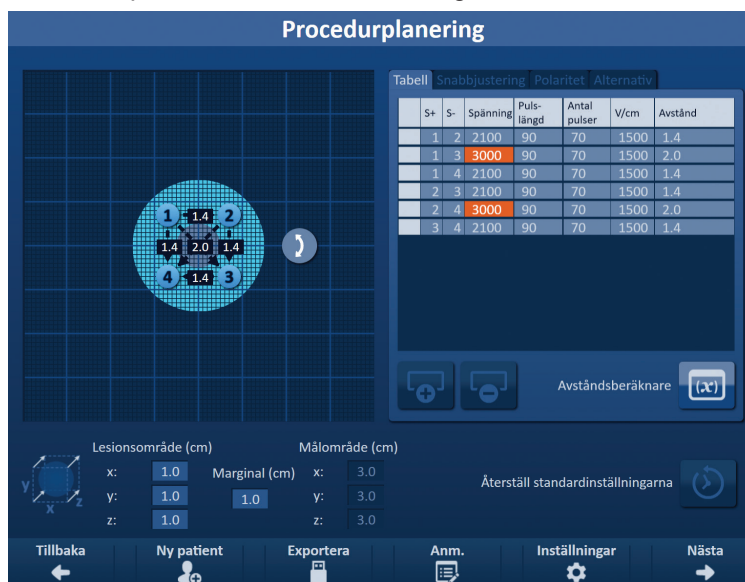 Procedurplanering
Tabell Snabbjustering Polaritet Alternativ
S+ S- Spänning Puls-längd Antal pulser V/cm Avstånd
1 2 2100 90 70 1500 1.4
1 3 3000 90 70 1500 2.0
1 4 2100 90 70 1500 1.4
2 3 2100 90 70 1500 1.4
2 4 3000 90 70 1500 2.0
3 4 2100 90 70 1500 1.4
1 1.4 2
1.4 2.0 1.4
4 1.4 3
Avståndsberäknare (x)
Lesionsområde (cm) Målområde (cm)
x: 1.0 Marginal (cm) x: 3.0
y: 1.0 1.0 y: 3.0
z: 1.0 z: 3.0
y x z
Återställ standardinställningarna
Tillbaka Ny patient Exportera Anm. Inställningar Nästa